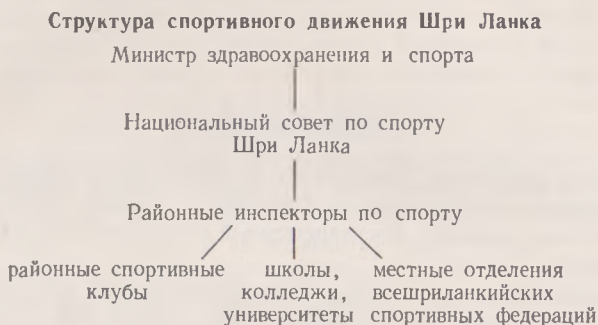 Структура спортивного движения Шри Ланка
Министр здравоохранения и спорта
Национальный совет по спорту
Шри Ланка
Районные инспекторы по спорту
районные спортивные школы, местные отделения
клубы колледжи, всешриланкийских
университеты спортивных федераций